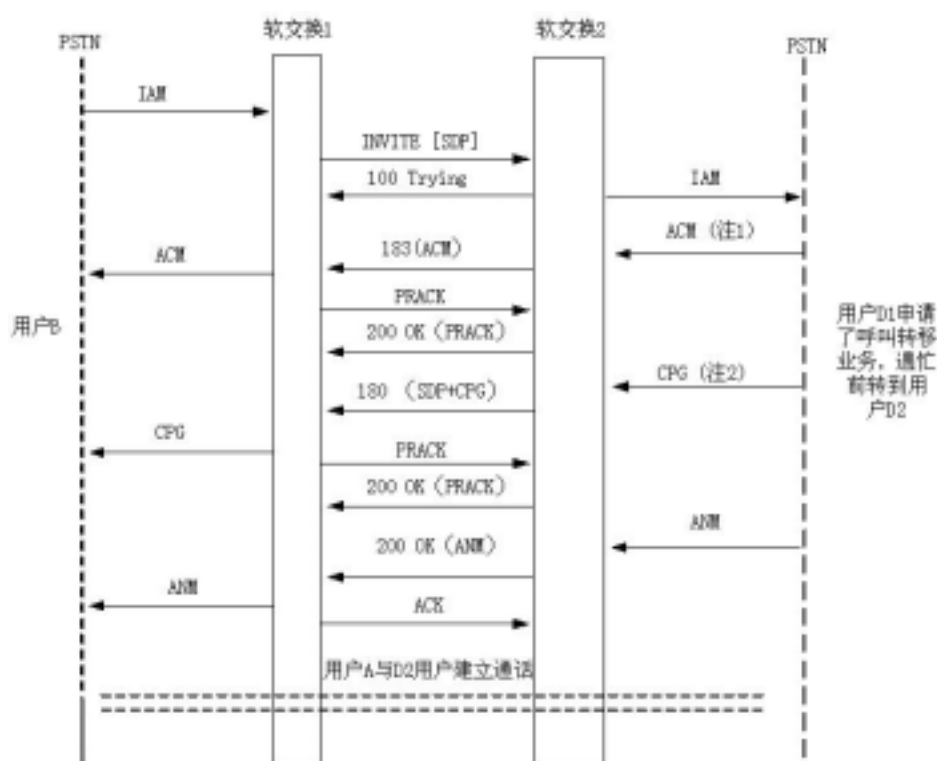 PSTN
软交换1
软交换2
PSTN
IAM
INVITE [SDP]
100 Trying
IAM
ACM (注1)
183(ACM)
ACM
PRACK
用户B
200 OK (PRACK)
用户D1申请
了呼叫转移
业务，遇忙
前转到用
户D2
CPG (注2)
180 (SDP+CPG)
CPG
PRACK
200 OK (PRACK)
ANM
200 OK (ANM)
ANM
ACK
用户A与D2用户建立通话